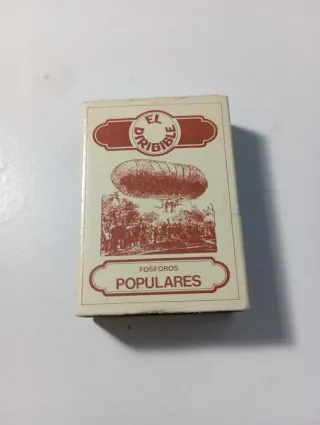 EL
DIRIGIBLE
FOSFOROS
POPULARES